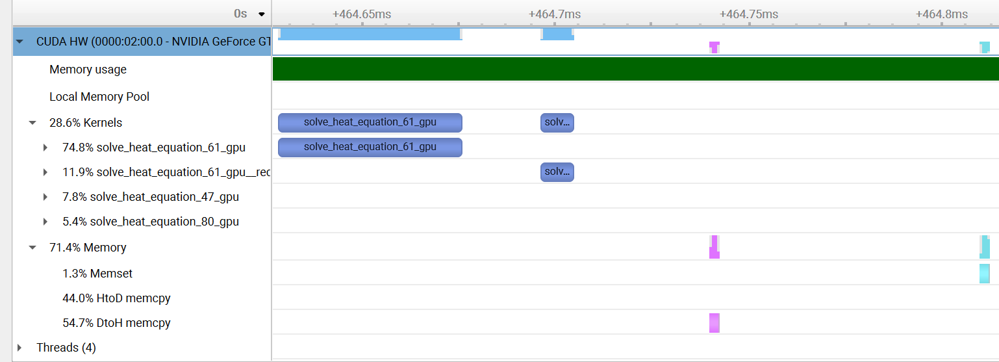 0s +464.65ms +464.7ms +464.75ms +464.8ms
CUDA HW (0000:02:00.0 - NVIDIA GeForce GT
Memory usage
Local Memory Pool
28.6% Kernels solve_heat_equation_61_gpu solv...
74.8% solve_heat_equation_61_gpu solve_heat_equation_61_gpu
11.9% solve_heat_equation_61_gpu__rec solv...
7.8% solve_heat_equation_47_gpu
5.4% solve_heat_equation_80_gpu
71.4% Memory
1.3% Memset
44.0% HtoD memcpy
54.7% DtoH memcpy
Threads (4)